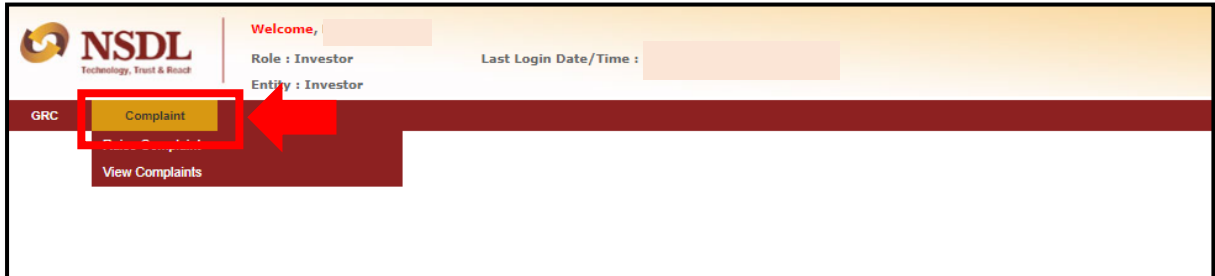 NSDL
Technology, Trust & Reach
Welcome,
Role : Investor
Last Login Date/Time :
Entity : Investor
GRC
Complaint
View Complaints